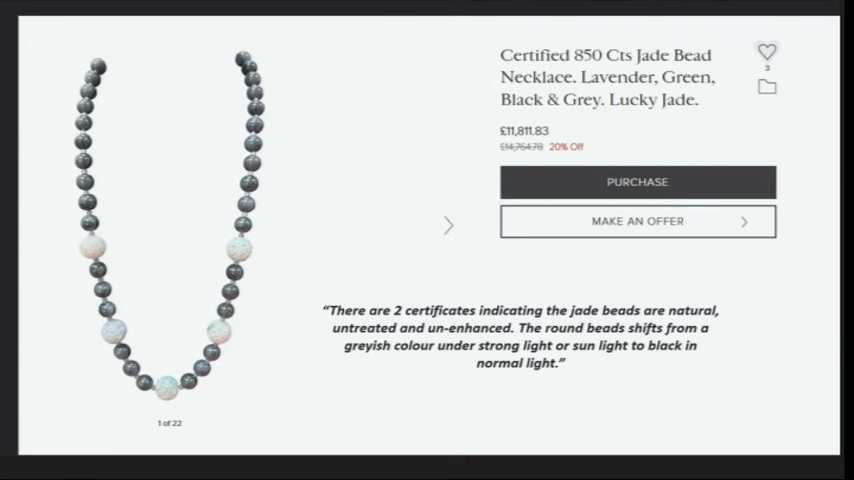 Certified 850 Cts Jade Bead
Necklace. Lavender, Green,
Black & Grey. Lucky Jade.
3
£11,811.83
£14,764.78 20% Off
PURCHASE
MAKE AN OFFER
“There are 2 certificates indicating the jade beads are natural,
untreated and un-enhanced. The round beads shifts from a
greyish colour under strong light or sun light to black in
normal light.”
1 of 22